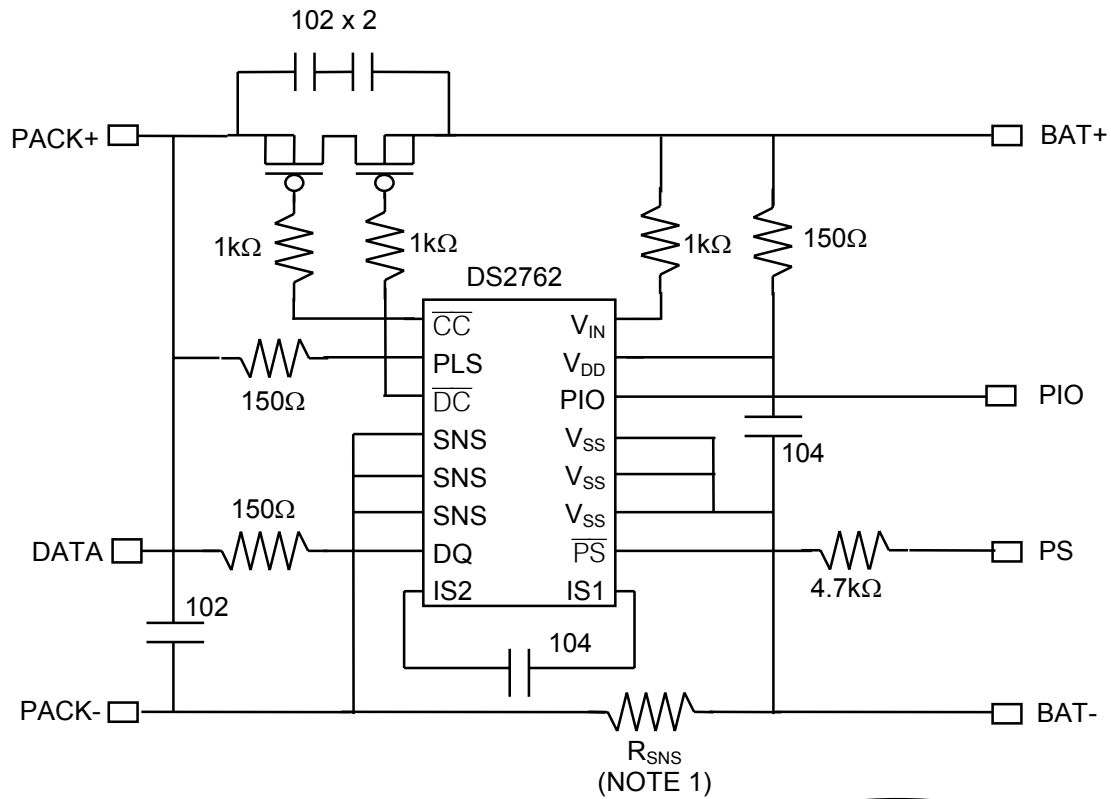 102 x 2
PACK+
BAT+
1kΩ
1kΩ
1kΩ
150Ω
DS2762
CC
VIN
PLS
VDD
150Ω
DC
PIO
PIO
SNS
VSS
104
SNS
VSS
150Ω
SNS
VSS
DATA
DQ
PS
PS
4.7kΩ
IS2
IS1
102
104
PACK-
BAT-
RSNS
(NOTE 1)